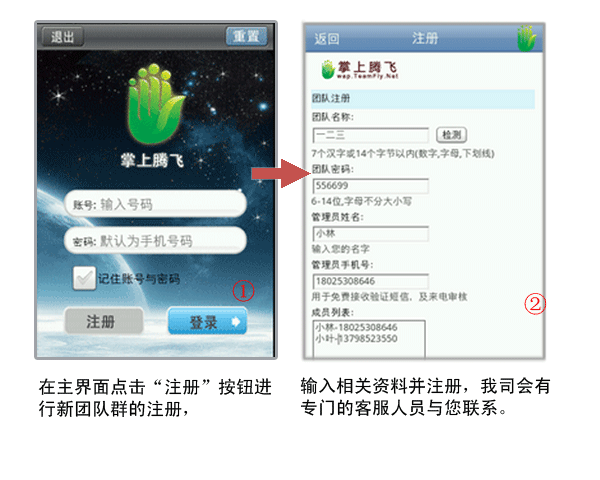 退出
重置
掌上腾飞
账号: 输入号码
密码: 默认为手机号码
记住账号与密码
①
注册
登录
在主界面点击“注册”按钮进
行新团队群的注册，
返回
注册
掌上腾飞
wap.TeamFly.Net
团队注册
团队名称:
一二三
检测
7个汉字或14个字节以内(数字,字母,下划线)
团队密码:
556699
6-14位,字母不分大小写
管理员姓名:
小林
输入您的名字
管理员手机号:
18025308646
用于免费接收验证短信、及来电审核
②
成员列表:
小林-18025308646
小叶-13798523550
输入相关资料并注册，我司会有
专门的客服人员与您联系。